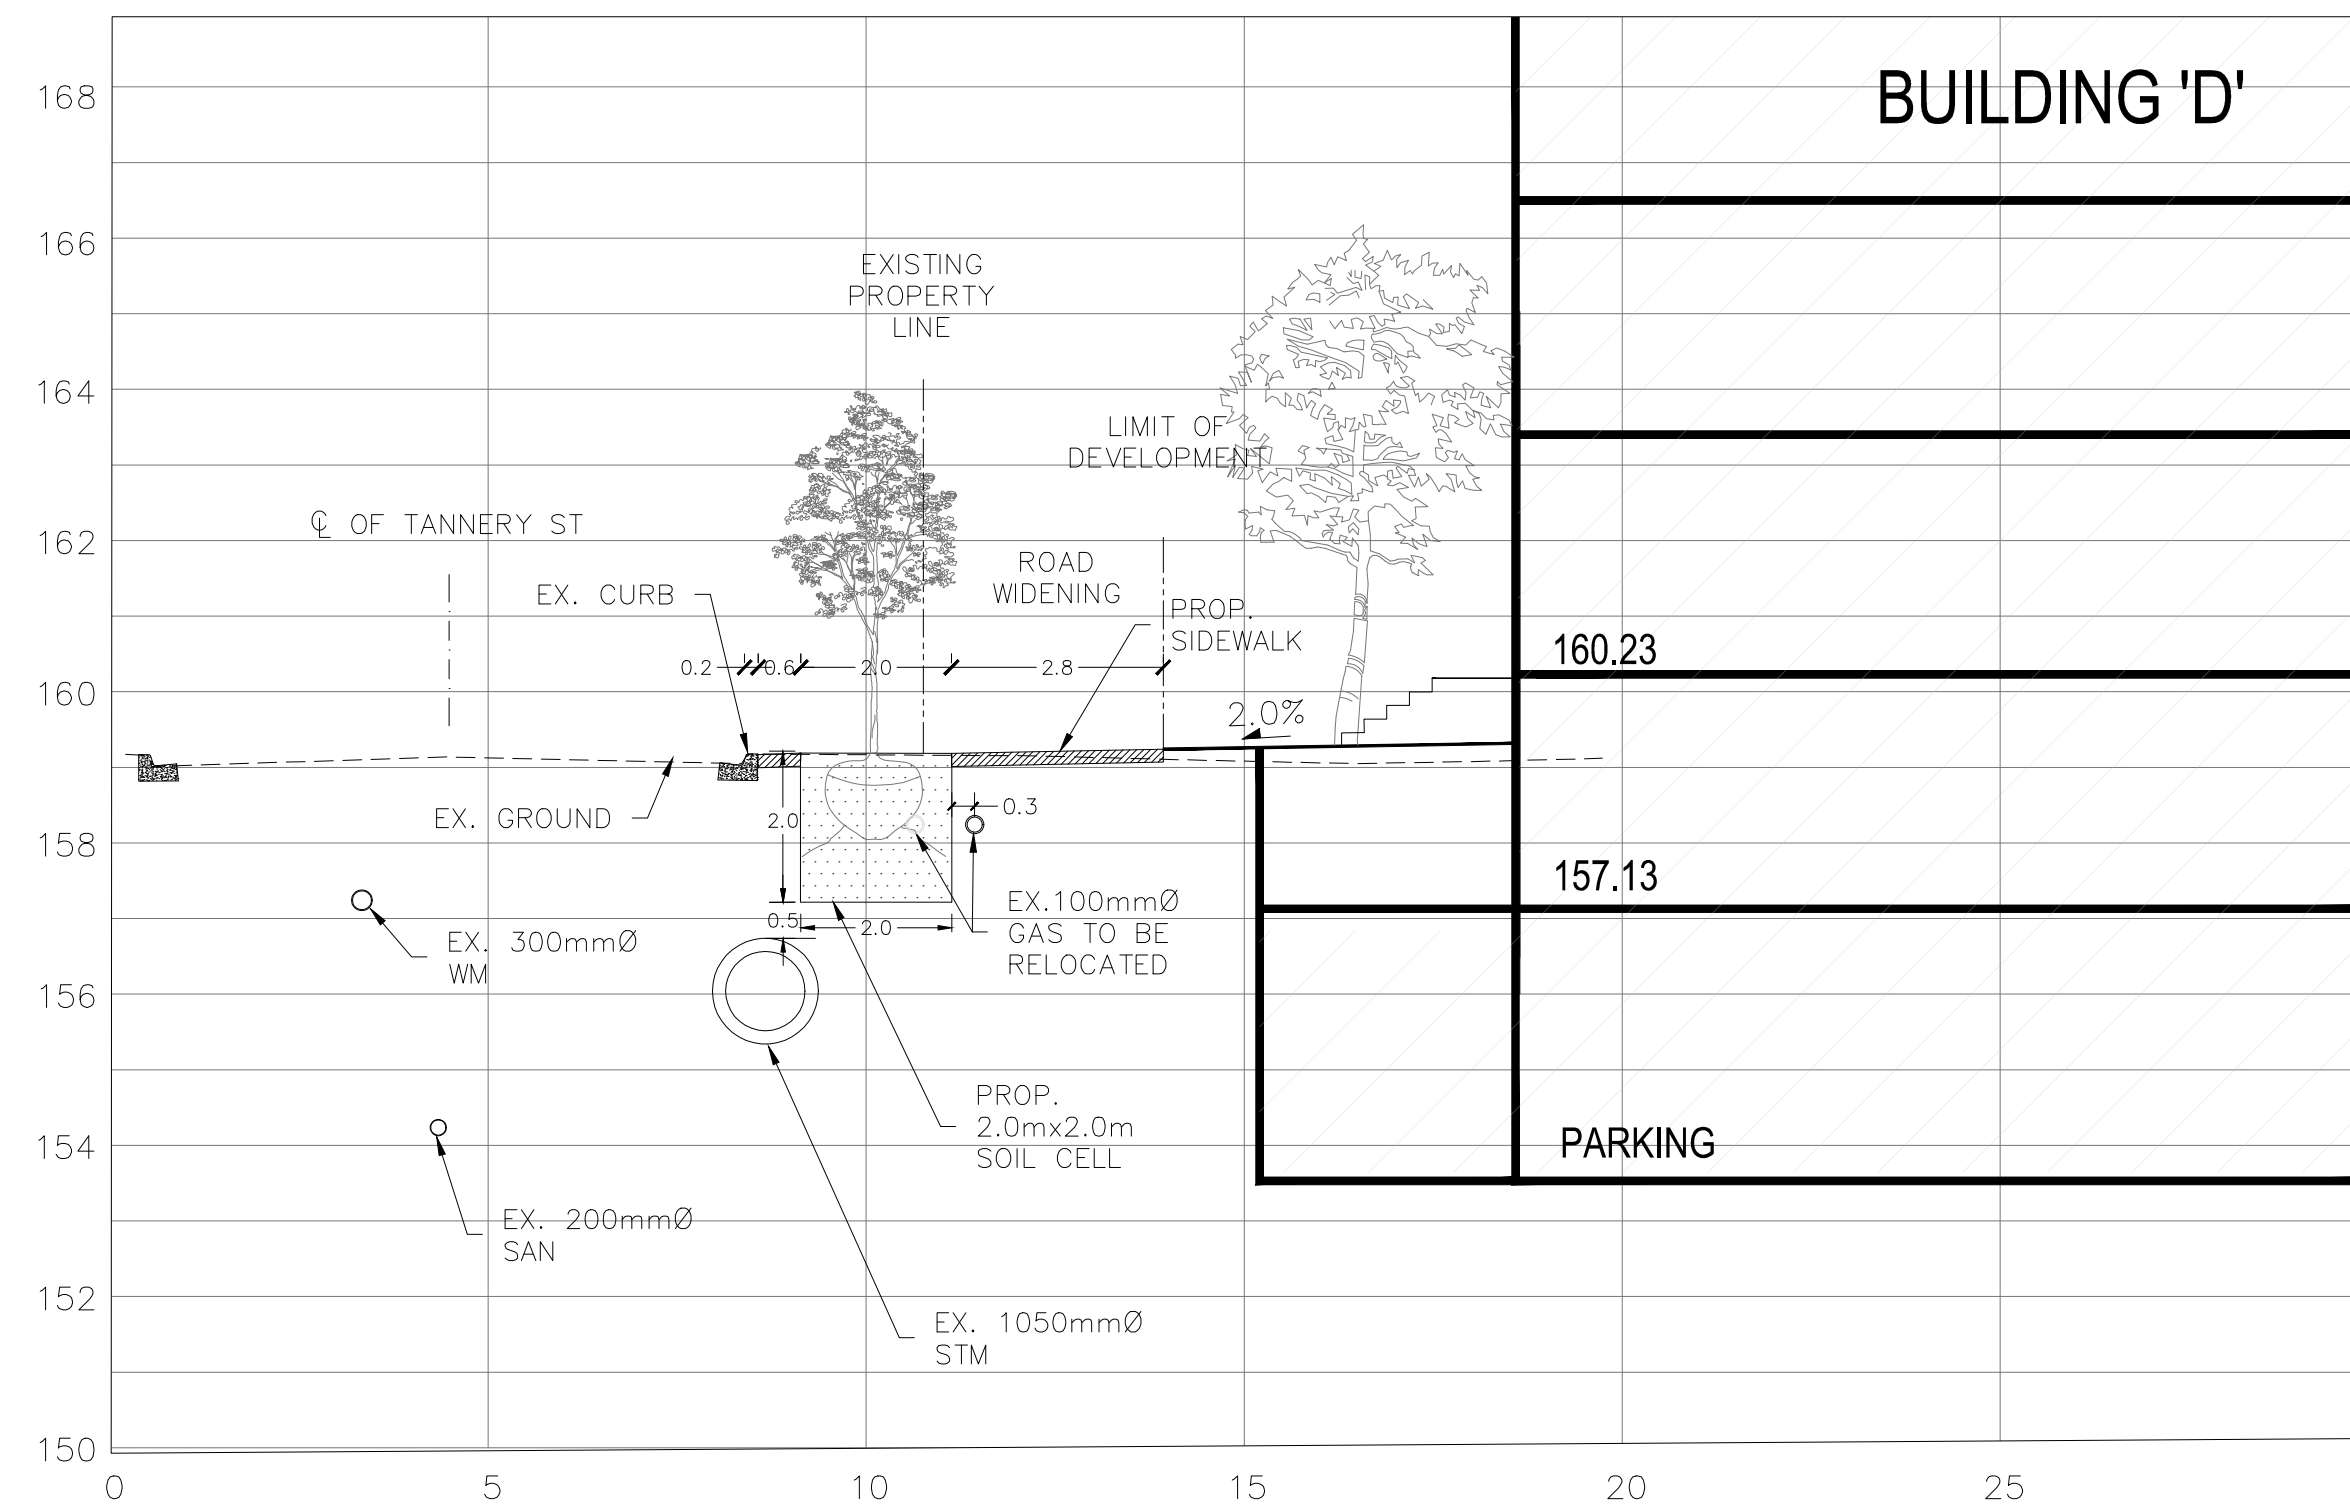 BUILDING 'D'
168
166
164
162
160
158
156
154
152
150
0
5
10
15
20
25
EXISTING
PROPERTY
LINE
LIMIT OF
DEVELOPMENT
℄ OF TANNERY ST
ROAD
WIDENING
EX. CURB
PROP.
SIDEWALK
160.23
0.2
0.6
2.0
2.8
2.0%
EX. GROUND
2.0
0.3
157.13
0.5
2.0
EX.100mmØ
GAS TO BE
RELOCATED
EX. 300mmØ
WM
PROP.
2.0mx2.0m
SOIL CELL
PARKING
EX. 200mmØ
SAN
EX. 1050mmØ
STM